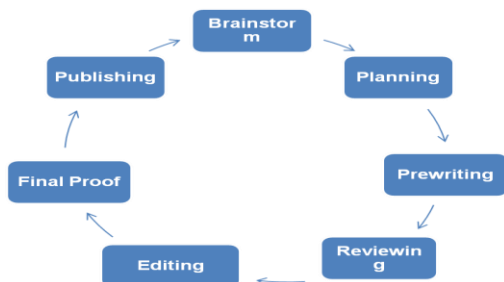 Brainstor
m
Planning
Prewriting
Reviewin
g
Editing
Final Proof
Publishing